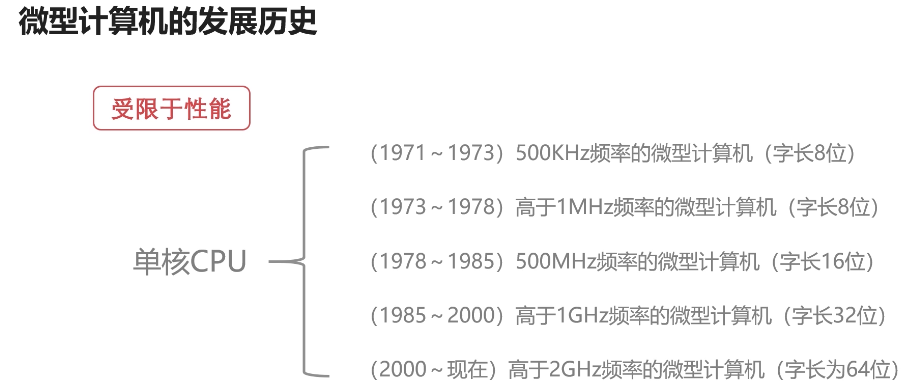 微型计算机的发展历史
受限于性能
单核CPU
（1971～1973）500KHz频率的微型计算机（字长8位）
（1973～1978）高于1MHz频率的微型计算机（字长8位）
（1978～1985）500MHz频率的微型计算机（字长16位）
（1985～2000）高于1GHz频率的微型计算机（字长32位）
（2000～现在）高于2GHz频率的微型计算机（字长为64位）